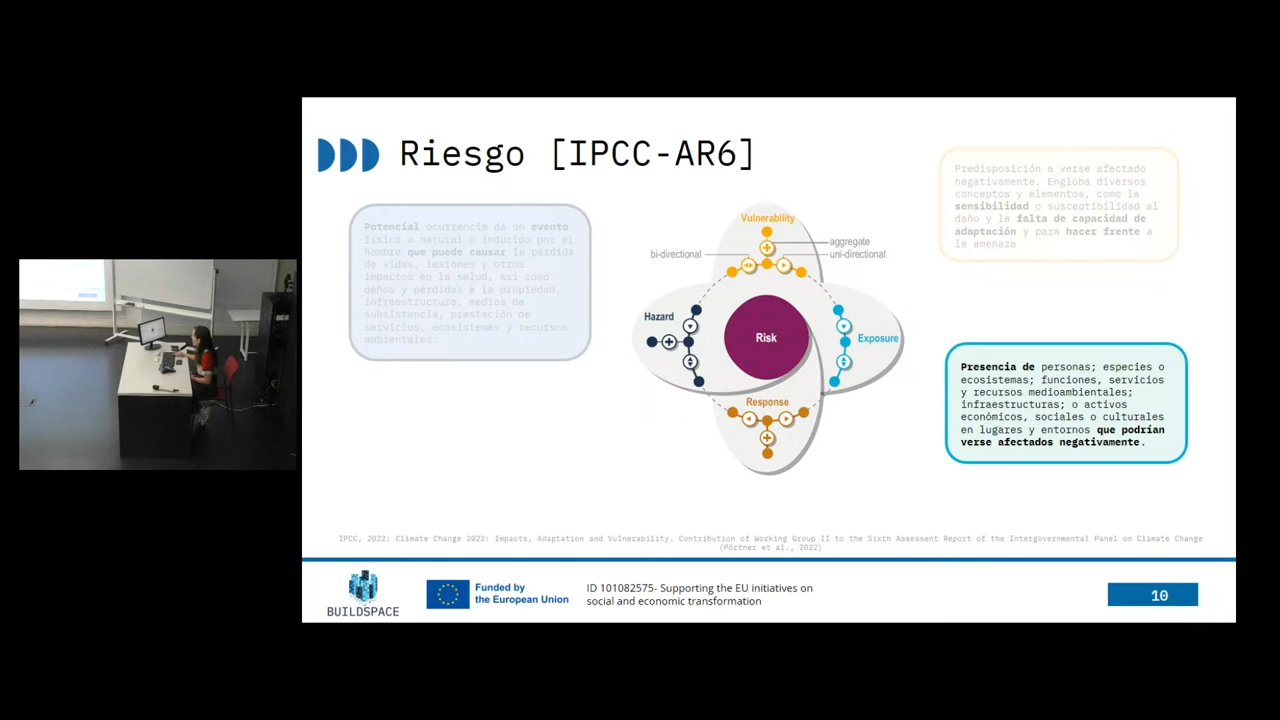 Riesgo [IPCC-AR6]
Potencial ocurrencia de un evento
físico o natural o inducido por el
hombre que puede causar la pérdida
de vidas, lesiones y otros
impactos en la salud, así como
daños y pérdidas a la propiedad,
infraestructura, medios de
subsistencia, prestación de
servicios, ecosistemas y recursos
ambientales.
Predisposición a verse afectado
negativamente. Engloba diversos
conceptos y elementos, como la
sensibilidad o susceptibilidad al
daño y la falta de capacidad de
adaptación y para hacer frente a
la amenaza
Vulnerability
aggregate
bi-directional
uni-directional
Hazard
Risk
Exposure
Response
Presencia de personas; especies o
ecosistemas; funciones, servicios
y recursos medioambientales;
infraestructuras; o activos
económicos, sociales o culturales
en lugares y entornos que podrían
verse afectados negativamente.
IPCC, 2022: Climate Change 2022: Impacts, Adaptation and Vulnerability. Contribution of Working Group II to the Sixth Assessment Report of the Intergovernmental Panel on Climate Change
(Pörtner et al., 2022)
BUILDSPACE
Funded by
the European Union
ID 101082575- Supporting the EU initiatives on
social and economic transformation
10